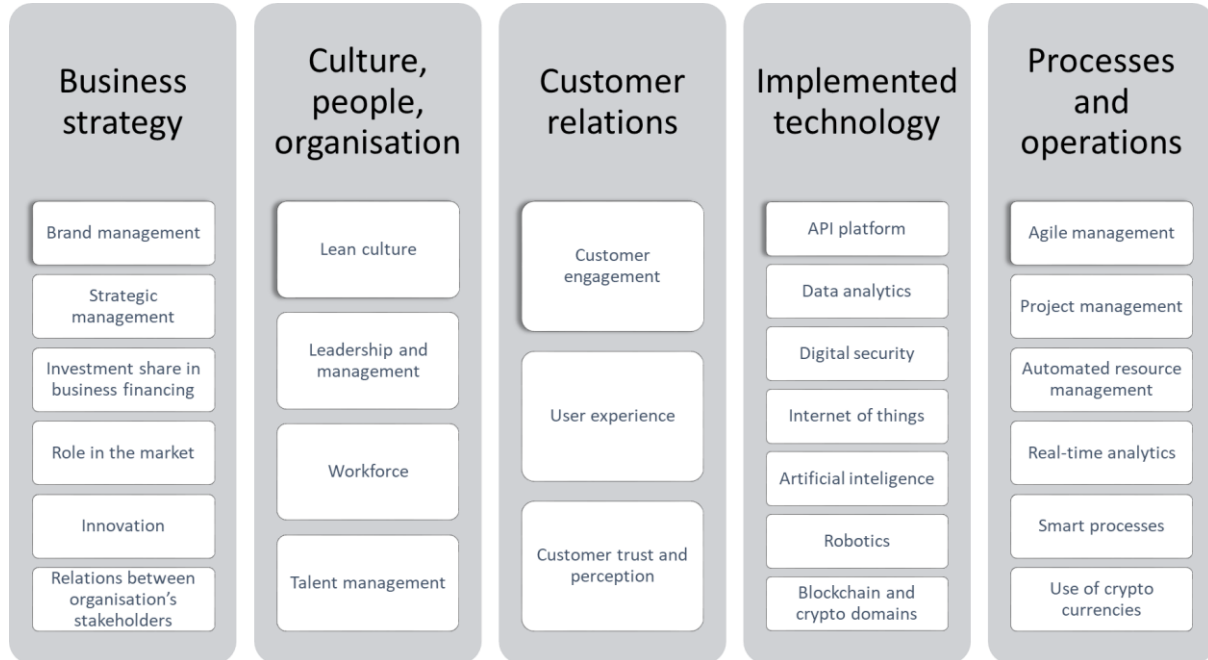 Business
strategy
Brand management
Strategic
management
Investment share in
business financing
Role in the market
Innovation
Relations between
organisation's
stakeholders
Culture,
people,
organisation
Lean culture
Leadership and
management
Workforce
Talent management
Customer
relations
Customer
engagement
User experience
Customer trust and
perception
Implemented
technology
API platform
Data analytics
Digital security
Internet of things
Artificial inteligence
Robotics
Blockchain and
crypto domains
Processes
and
operations
Agile management
Project management
Automated resource
management
Real-time analytics
Smart processes
Use of crypto
currencies